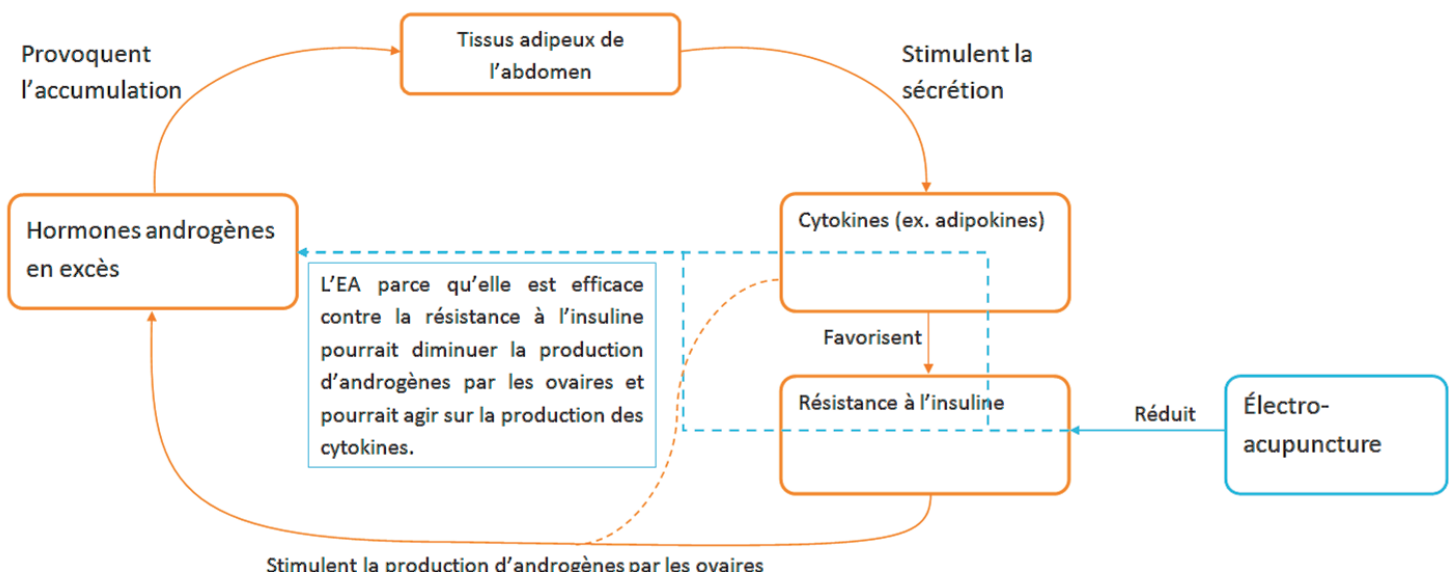 Provoquent
l’accumulation
Tissus adipeux de
l’abdomen
Stimulent la
sécrétion
Hormones androgènes
en excès
Cytokines (ex. adipokines)
L’EA parce qu’elle est efficace
contre la résistance à l’insuline
pourrait diminuer la production
d’androgènes par les ovaires et
pourrait agir sur la production des
cytokines.
Favorisent
Résistance à l’insuline
Réduit
Électro-
acupuncture
Stimulent la production d’androgènes par les ovaires